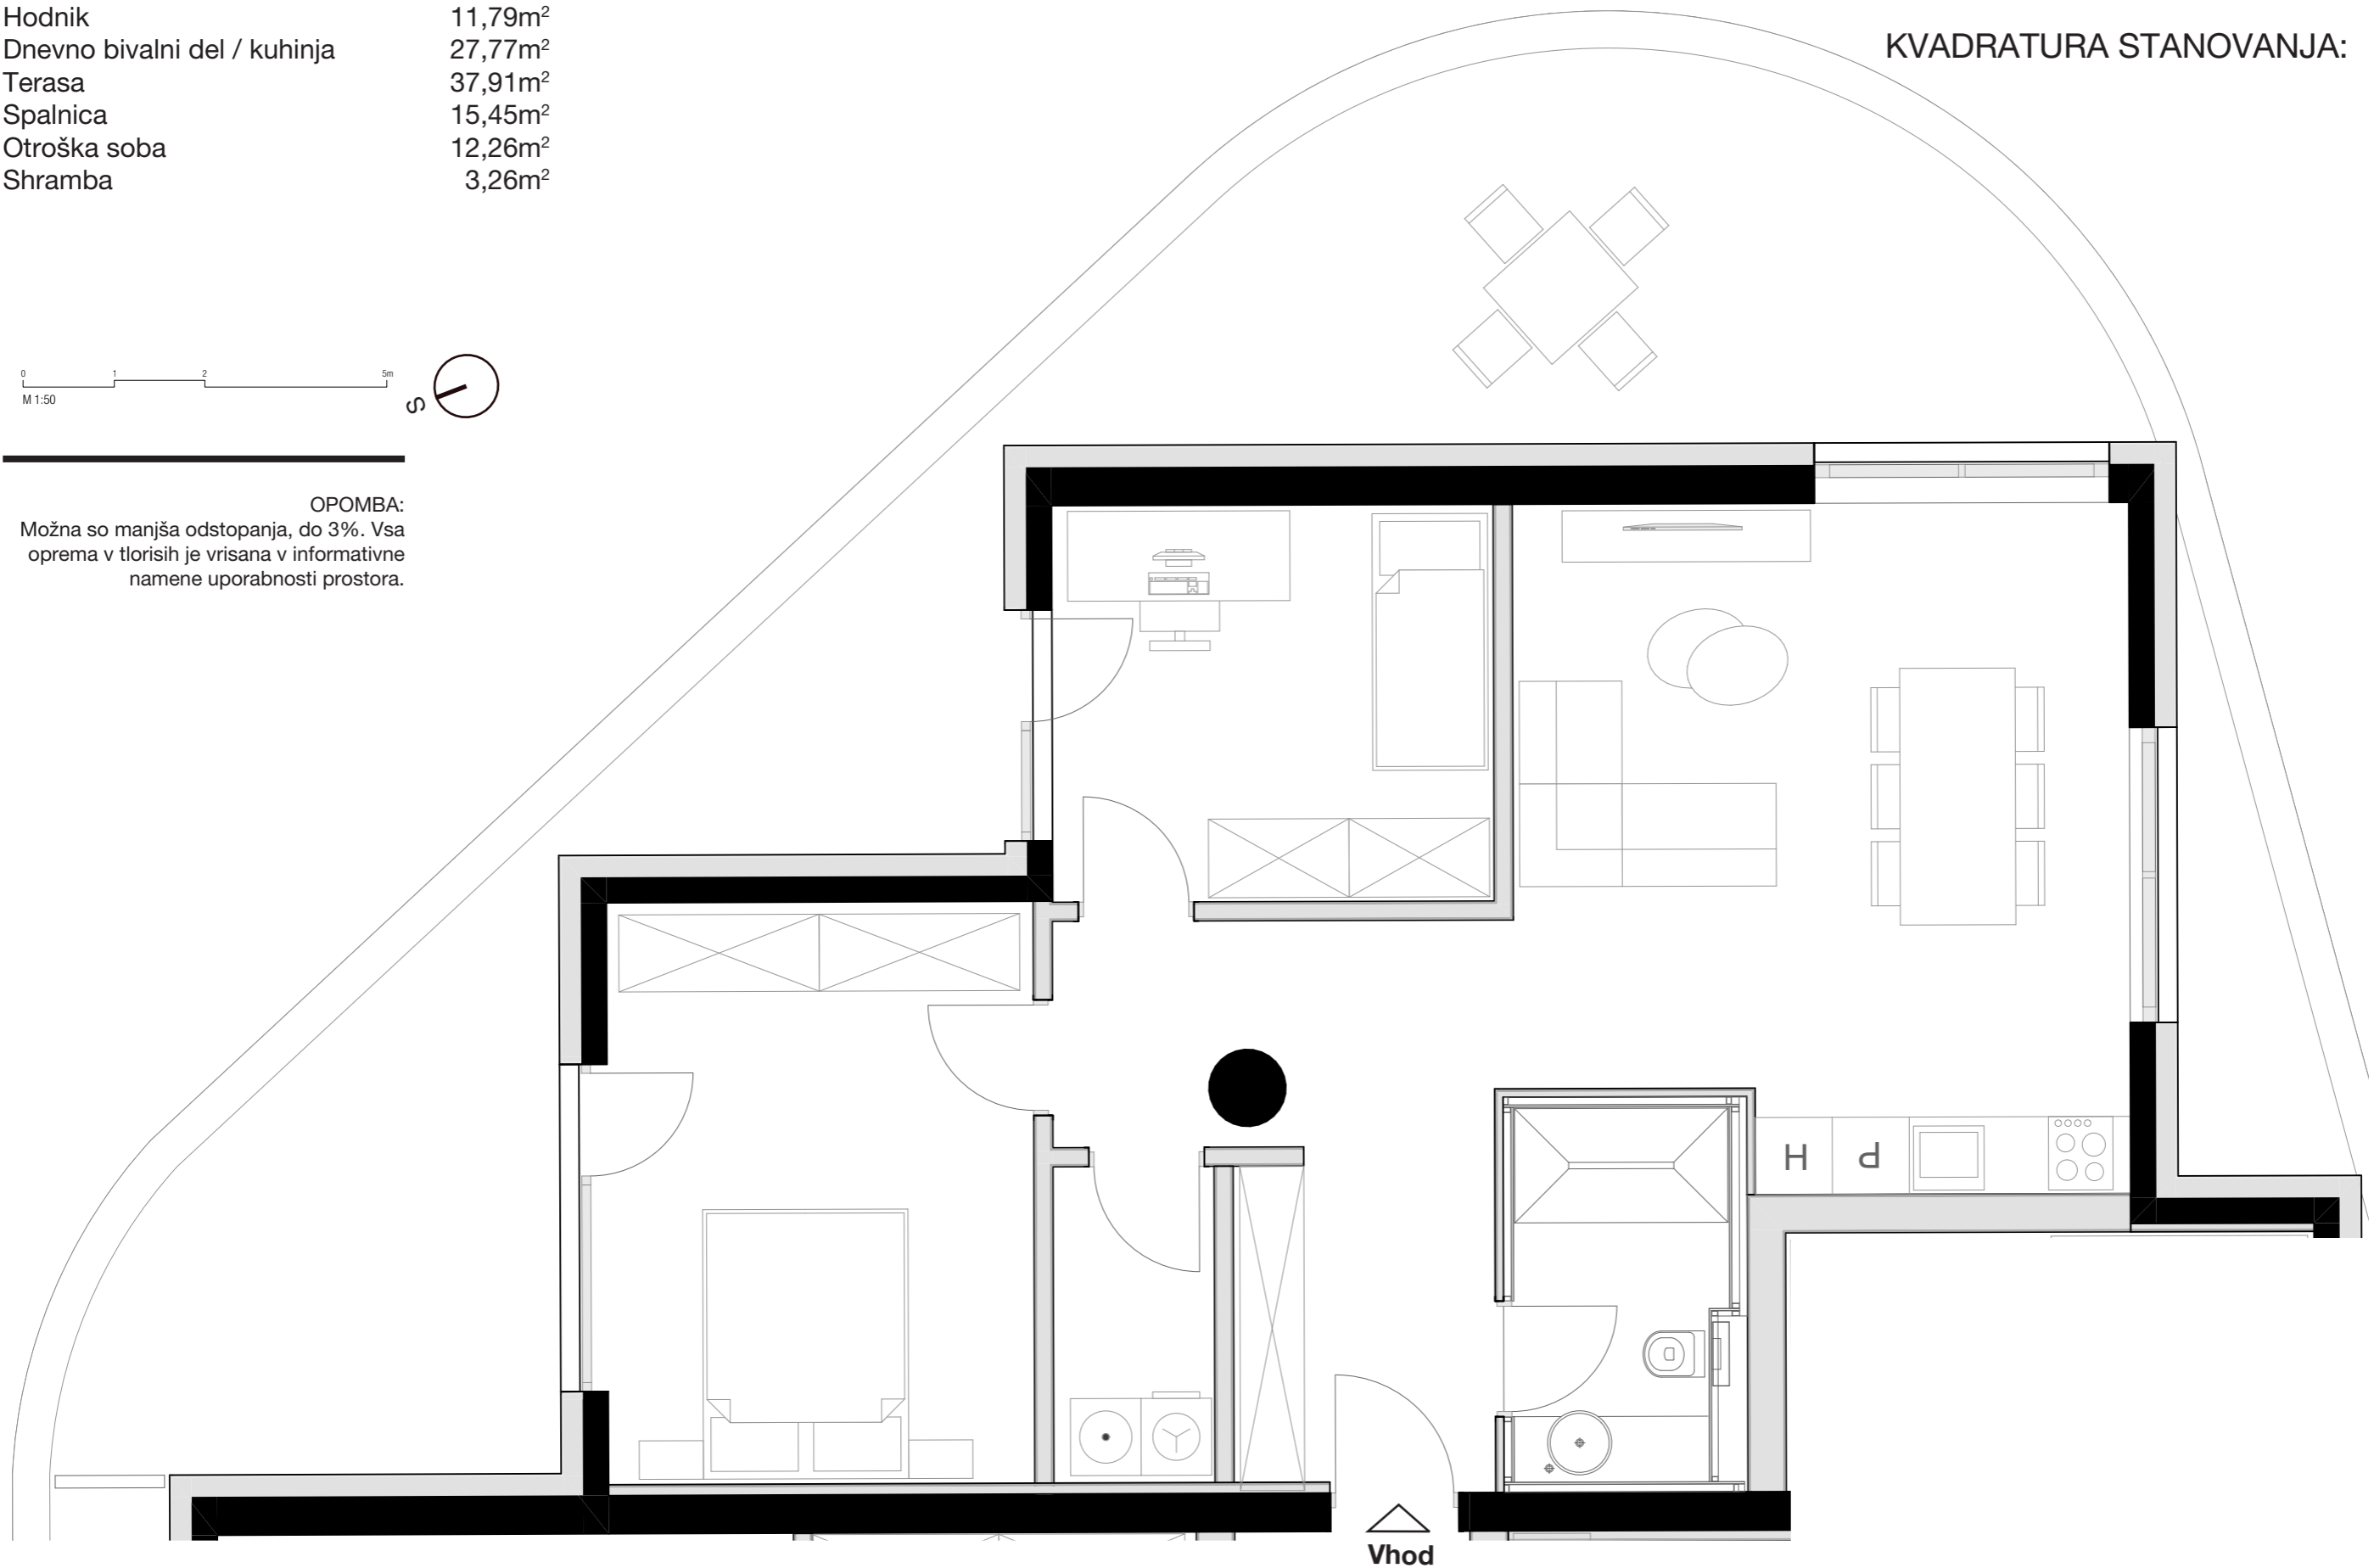 Hodnik 11,79m²
Dnevno bivalni del / kuhinja 27,77m²
Terasa 37,91m²
Spalnica 15,45m²
Otroška soba 12,26m²
Shramba 3,26m²
KVADRATURA STANOVANJA:
0 1 2 5m
M 1:50
S
OPOMBA:
Možna so manjša odstopanja, do 3%. Vsa
oprema v tlorisih je vrisana v informativne
namene uporabnosti prostora.
H P
Vhod